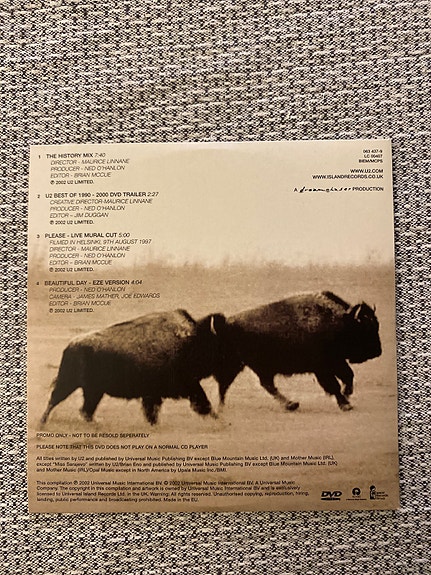 1 THE HISTORY MIX 7:40
DIRECTOR - MAURICE LINNANE
PRODUCER - NED O'HANLON
EDITOR - BRIAN MCCUE
℗ 2002 U2 LIMITED.
2 U2 BEST OF 1990 - 2000 DVD TRAILER 2:27
CREATIVE DIRECTOR-MAURICE LINNANE
PRODUCER - NED O'HANLON
EDITOR - JIM DUGGAN
℗ 2002 U2 LIMITED.
3 PLEASE - LIVE MURAL CUT 5:00
FILMED IN HELSINKI, 9TH AUGUST 1997
DIRECTOR - MAURICE LINNANE
PRODUCER - NED O'HANLON
EDITOR - BRIAN MCCUE
℗ 2002 U2 LIMITED.
4 BEAUTIFUL DAY - EZE VERSION 4:04
PRODUCER - NED O'HANLON
CAMERA - JAMES MATHER, JOE EDWARDS
EDITOR - BRIAN MCCUE
℗ 2002 U2 LIMITED.
063 437-9
LC 00407
BIEM/MCPS
WWW.U2.COM
WWW.ISLANDRECORDS.CO.UK
A dreamchaser PRODUCTION
PROMO ONLY - NOT TO BE RESOLD SEPERATELY
PLEASE NOTE THAT THIS DVD DOES NOT PLAY ON A NORMAL CD PLAYER
All titles written by U2 and published by Universal Music Publishing BV except Blue Mountain Music Ltd. (UK) and Mother Music (IRL),
except "Miss Sarajevo" written by U2/Brian Eno and published by Universal Music Publishing BV except Blue Mountain Music Ltd. (UK)
and Mother Music (IRL)/Opal Music except in North America by Upala Music Inc./BMI.
This compilation ℗ 2002 Universal Music International BV. © 2002 Universal Music International BV. A Universal Music
Company. The copyright in this compilation and artwork is owned by Universal Music International BV and is exclusively
licensed to Universal Island Records Ltd. in the UK. Warning: All rights reserved. Unauthorised copying, reproduction, hiring,
lending, public performance and broadcasting prohibited. Made in the EU.
DVD